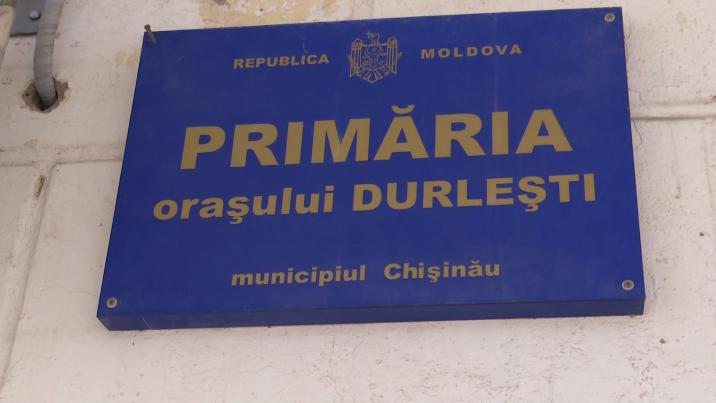 REPUBLICA MOLDOVA
PRIMĂRIA
oraşului DURLEŞTI
municipiul Chişinău